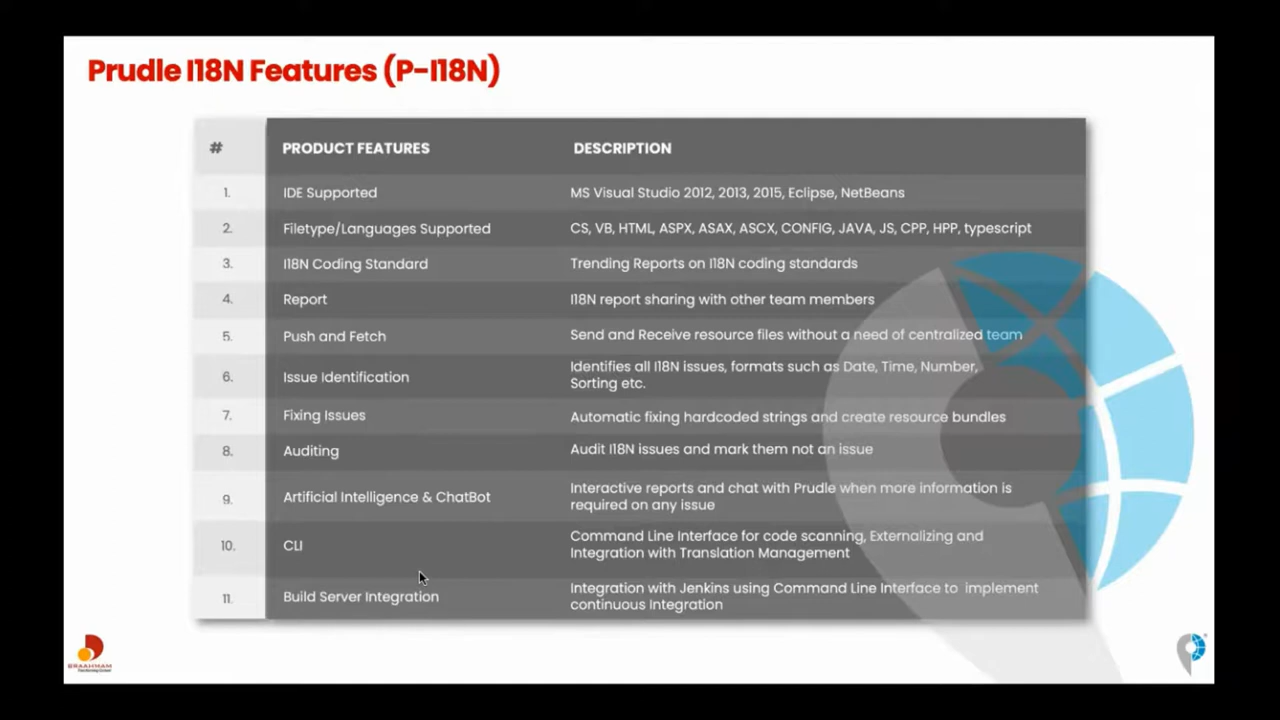 Prudle I18N Features (P-I18N)
# PRODUCT FEATURES DESCRIPTION
1. IDE Supported MS Visual Studio 2012, 2013, 2015, Eclipse, NetBeans
2. Filetype/Languages Supported CS, VB, HTML, ASPX, ASAX, ASCX, CONFIG, JAVA, JS, CPP, HPP, typescript
3. I18N Coding Standard Trending Reports on I18N coding standards
4. Report I18N report sharing with other team members
5. Push and Fetch Send and Receive resource files without a need of centralized team
6. Issue Identification Identifies all I18N issues, formats such as Date, Time, Number,
Sorting etc.
7. Fixing Issues Automatic fixing hardcoded strings and create resource bundles
8. Auditing Audit I18N issues and mark them not an issue
9. Artificial Intelligence & ChatBot Interactive reports and chat with Prudle when more information is
required on any issue
10. CLI Command Line Interface for code scanning, Externalizing and
Integration with Translation Management
11. Build Server Integration Integration with Jenkins using Command Line Interface to implement
continuous Integration
BRAAHMAM